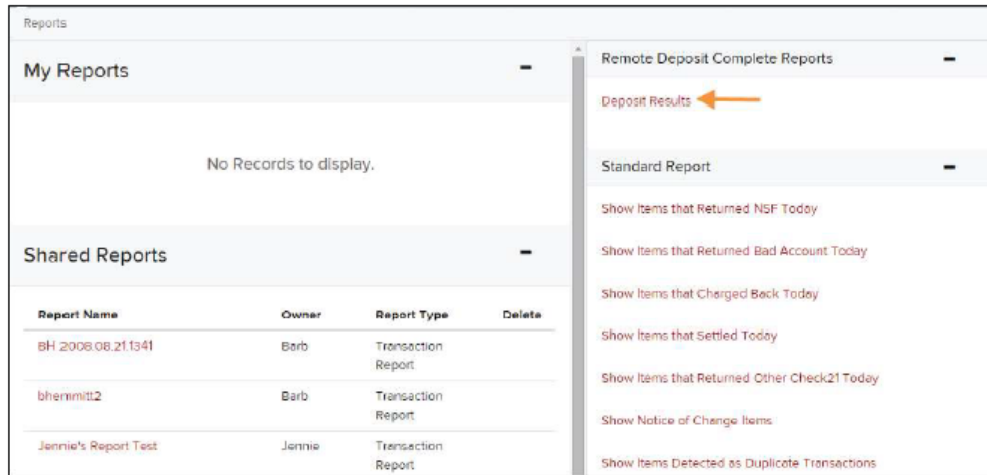 Reports
My Reports
No Records to display.
Shared Reports
Report Name Owner Report Type Delete
BH 2008.08.21.1341 Barb Transaction
Report
bhemmitt2 Barb Transaction
Report
Jennie's Report Test Jennie Transaction
Report
Remote Deposit Complete Reports
Deposit Results
Standard Report
Show Items that Returned NSF Today
Show Items that Returned Bad Account Today
Show Items that Charged Back Today
Show Items that Settled Today
Show Items that Returned Other Check21 Today
Show Notice of Change Items
Show Items Detected as Duplicate Transactions